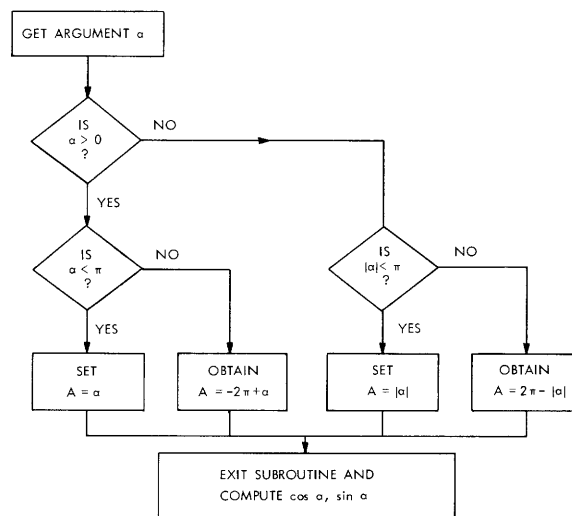 GET ARGUMENT α
IS
α > 0
?
NO
YES
IS
α < π
?
NO
IS
|α| < π
?
NO
YES
YES
SET
A = α
OBTAIN
A = -2π+α
SET
A = |α|
OBTAIN
A = 2π- |α|
EXIT SUBROUTINE AND
COMPUTE cos α, sin α